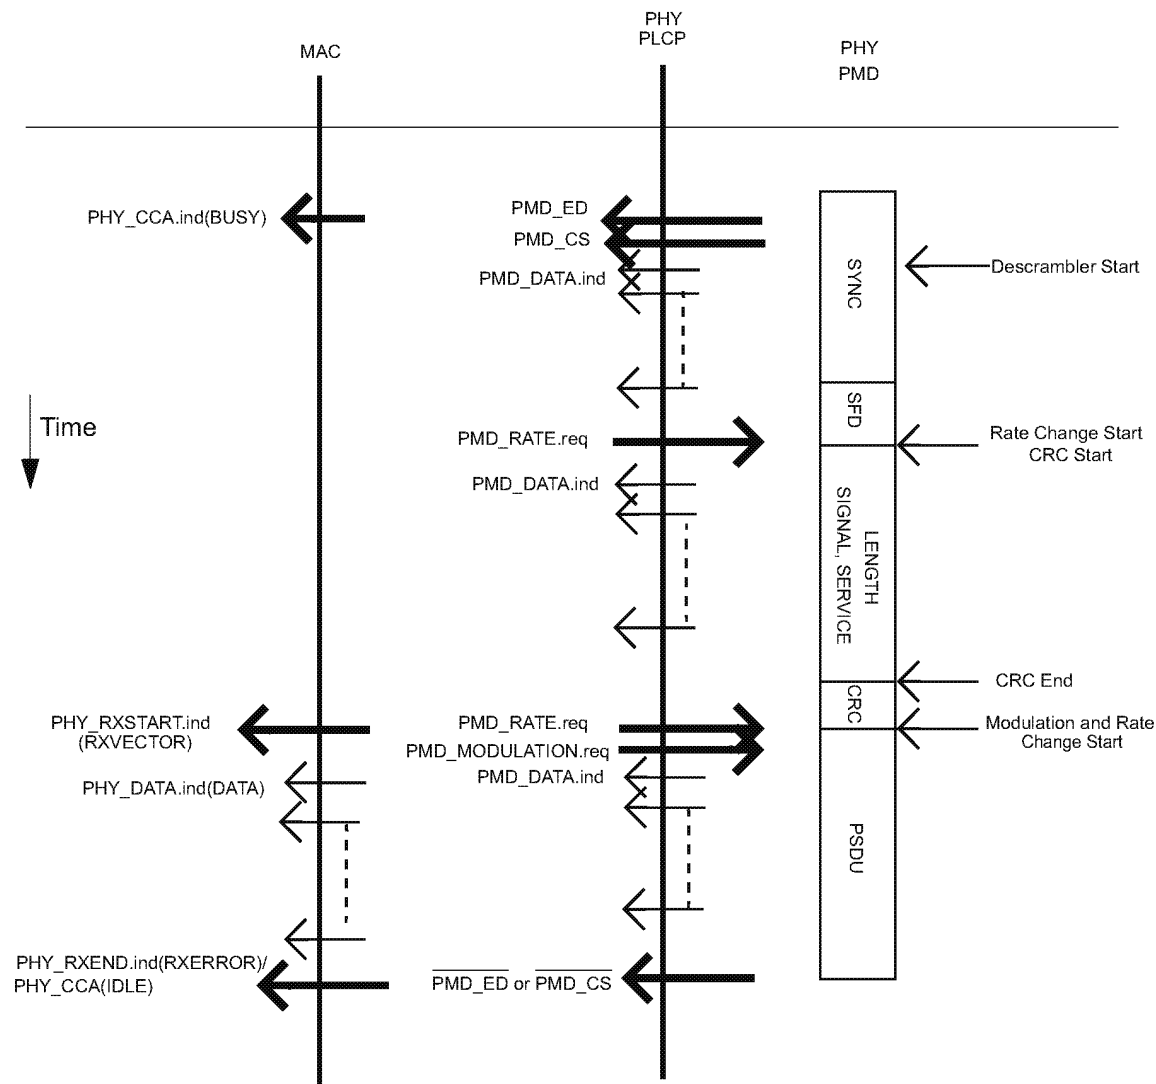 MAC
PHY
PLCP
PHY
PMD
PHY_CCA.ind(BUSY)
PMD_ED
PMD_CS
PMD_DATA.ind
SYNC
Descrambler Start
Time
SFD
PMD_RATE.req
Rate Change Start
CRC Start
PMD_DATA.ind
LENGTH
SIGNAL, SERVICE
CRC End
CRC
PHY_RXSTART.ind
(RXVECTOR)
PMD_RATE.req
PMD_MODULATION.req
Modulation and Rate
Change Start
PHY_DATA.ind(DATA)
PMD_DATA.ind
PSDU
PHY_RXEND.ind(RXERROR)/
PHY_CCA(IDLE)
PMD_ED or PMD_CS